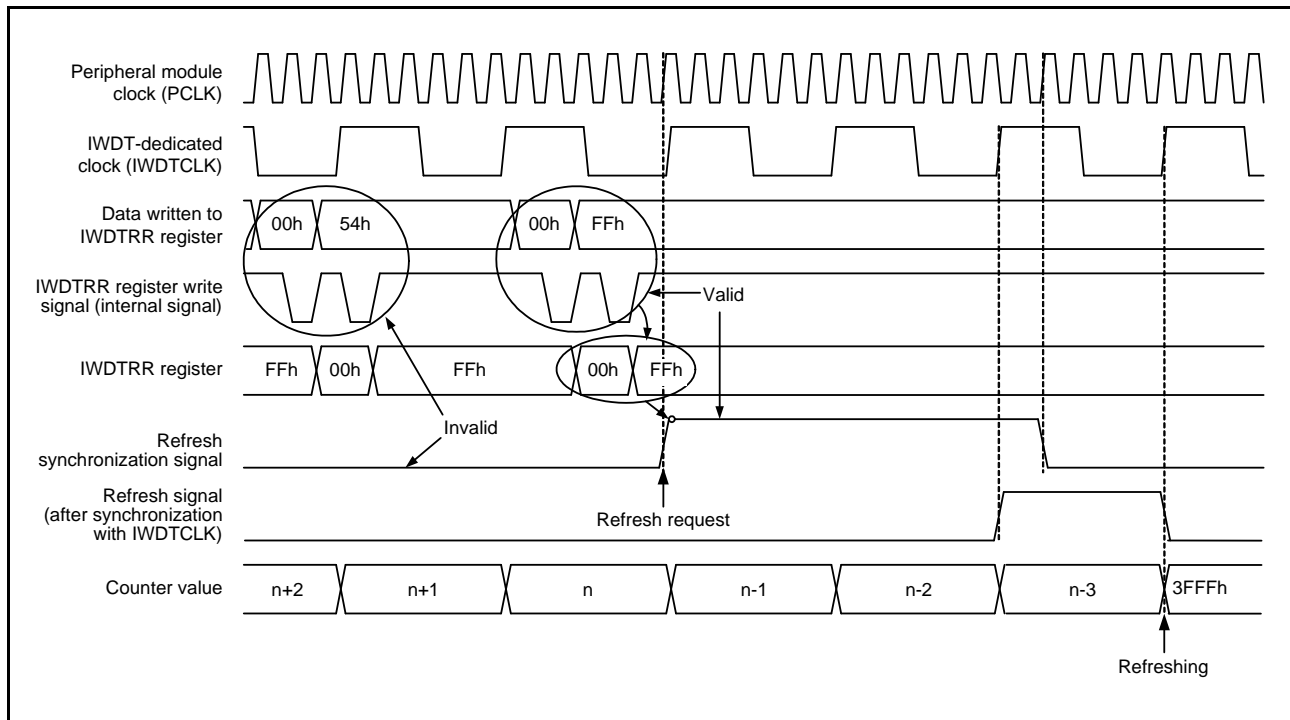 Peripheral module
clock (PCLK)
IWDT-dedicated
clock (IWDTCLK)
Data written to
IWDTRR register
00h 54h 00h FFh
IWDTRR register write
signal (internal signal)
Valid
IWDTRR register
FFh 00h FFh 00h FFh
Invalid
Refresh
synchronization signal
Refresh signal
(after synchronization
with IWDTCLK)
Refresh request
Counter value
n+2 n+1 n n-1 n-2 n-3 3FFFh
Refreshing